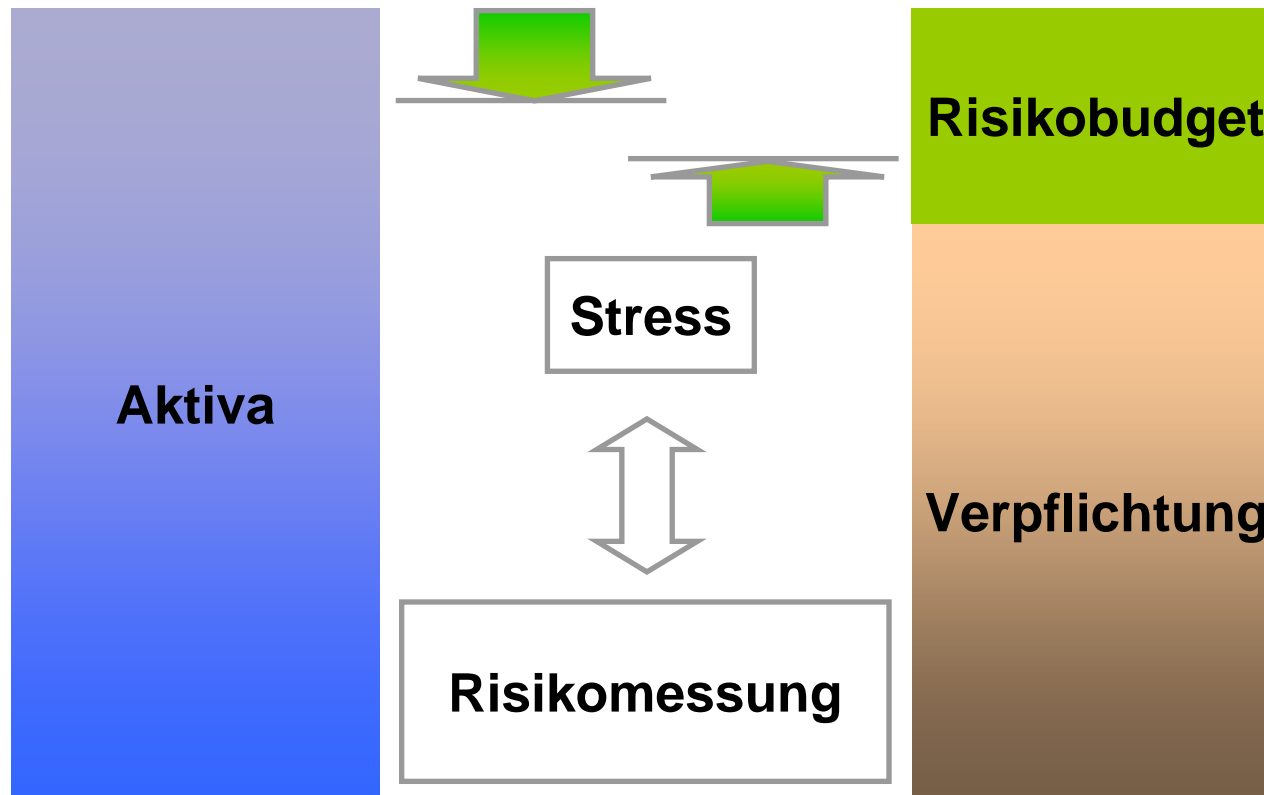 Risikobudget
Stress
Aktiva
Verpflichtung
Risikomessung